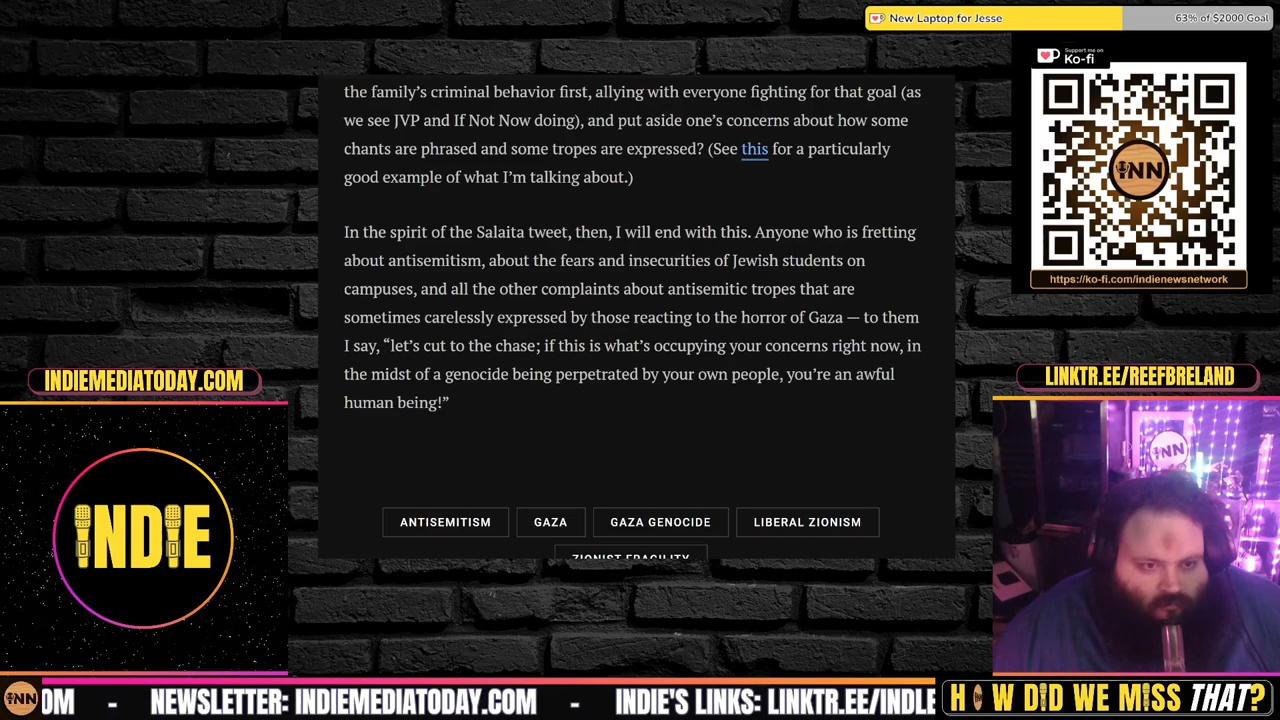 New Laptop for Jesse
63% of $2000 Goal
Support me on
Ko-fi
iNN
https://ko-fi.com/indienewsnetwork
the family's criminal behavior first, allying with everyone fighting for that goal (as
we see JVP and If Not Now doing), and put aside one's concerns about how some
chants are phrased and some tropes are expressed? (See this for a particularly
good example of what I'm talking about.)
In the spirit of the Salaita tweet, then, I will end with this. Anyone who is fretting
about antisemitism, about the fears and insecurities of Jewish students on
campuses, and all the other complaints about antisemitic tropes that are
sometimes carelessly expressed by those reacting to the horror of Gaza — to them
I say, “let's cut to the chase; if this is what's occupying your concerns right now, in
the midst of a genocide being perpetrated by your own people, you're an awful
human being!”
ANTISEMITISM
GAZA
GAZA GENOCIDE
LIBERAL ZIONISM
ZIONIST FRAGILITY
INDIEMEDIATODAY.COM
INDIE
LINKTR.EE/REEFBRELAND
iNN
iNN
OM - NEWSLETTER: INDIEMEDIATODAY.COM - INDIE'S LINKS: LINKTR.EE/INDLE
HOW DID WE MISS THAT?